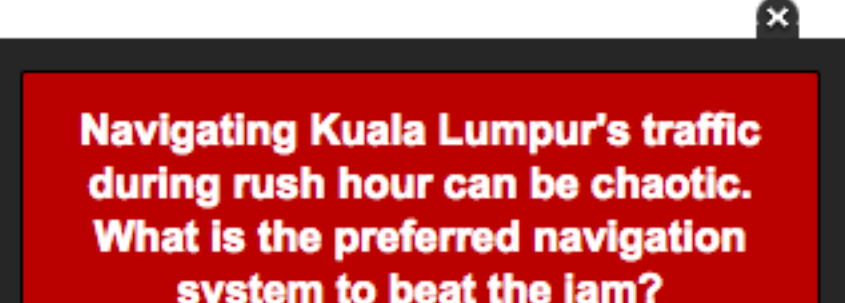 Navigating Kuala Lumpur's traffic
during rush hour can be chaotic.
What is the preferred navigation
system to beat the jam?